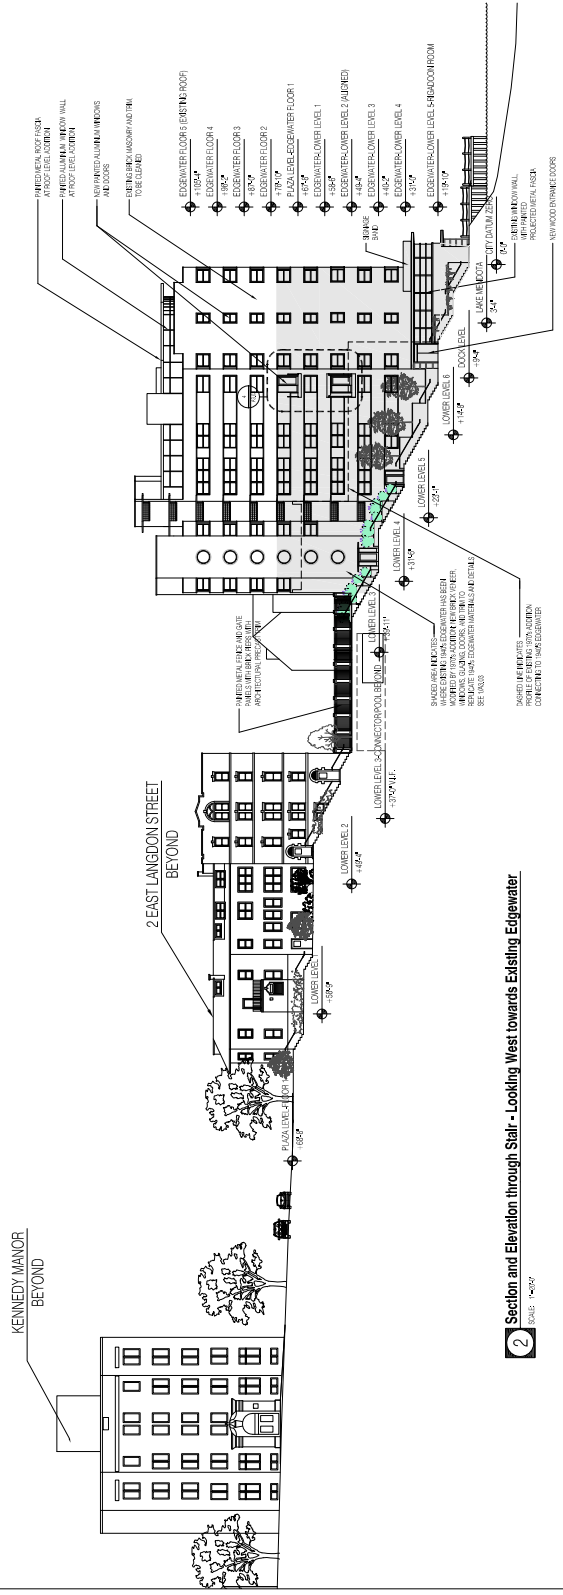 PAINTED METAL ROOF FASCIA
AT ROOF LEVEL ADDITION
PAINTED ALUMINUM WINDOW WALL
AT ROOF LEVEL ADDITION
NEW PAINTED ALUMINUM WINDOWS
AND DOORS
EXISTING BRICK MASONRY AND TRIM
TO BE CLEANED
EDGEWATER FLOOR 5 (EXISTING ROOF)
EDGEWATER FLOOR 4
EDGEWATER FLOOR 3
EDGEWATER FLOOR 2
PLAZA LEVEL-EDGEWATER FLOOR 1
EDGEWATER-LOWER LEVEL 1
EDGEWATER-LOWER LEVEL 2 (ALIGNED)
EDGEWATER-LOWER LEVEL 3
EDGEWATER-LOWER LEVEL 4
EDGEWATER-LOWER LEVEL 5-RIGADOON ROOM
+19'-10"
SIGNAGE
BAND
CITY DATUM ZERO
0'-0"
EXISTING WINDOW WALL
WITH PAINTED
PROJECTED METAL FASCIA
NEW WOOD ENTRANCE DOORS
LAKE MENDOTA
DOCK LEVEL
LOWER LEVEL 6
LOWER LEVEL 5
LOWER LEVEL 4
LOWER LEVEL 3
LOWER LEVEL 3-CONNECTOR/POOL BEYOND
LOWER LEVEL 2
LOWER LEVEL 1
PLAZA LEVEL-FLOOR 1
PAINTED METAL FENCE AND GATE
PANELS WITH BRICK PIERS WITH
ARCHITECTURAL PRECAST TRIM
SHADED AREA INDICATES
WHERE EXISTING 1940'S EDGEWATER HAS BEEN
MODIFIED BY 1970'S ADDITION; NEW BRICK VENEER,
WINDOWS, GLAZING, DOORS, AND TRIM TO
REPLICATE 1940'S EDGEWATER MATERIALS AND DETAILS
DASHED LINE INDICATES
PROFILE OF EXISTING 1970'S ADDITION
CONNECTING TO 1940'S EDGEWATER
2 EAST LANGDON STREET
BEYOND
KENNEDY MANOR
BEYOND
2
Section and Elevation through Stair - Looking West towards Existing Edgewater
SCALE: